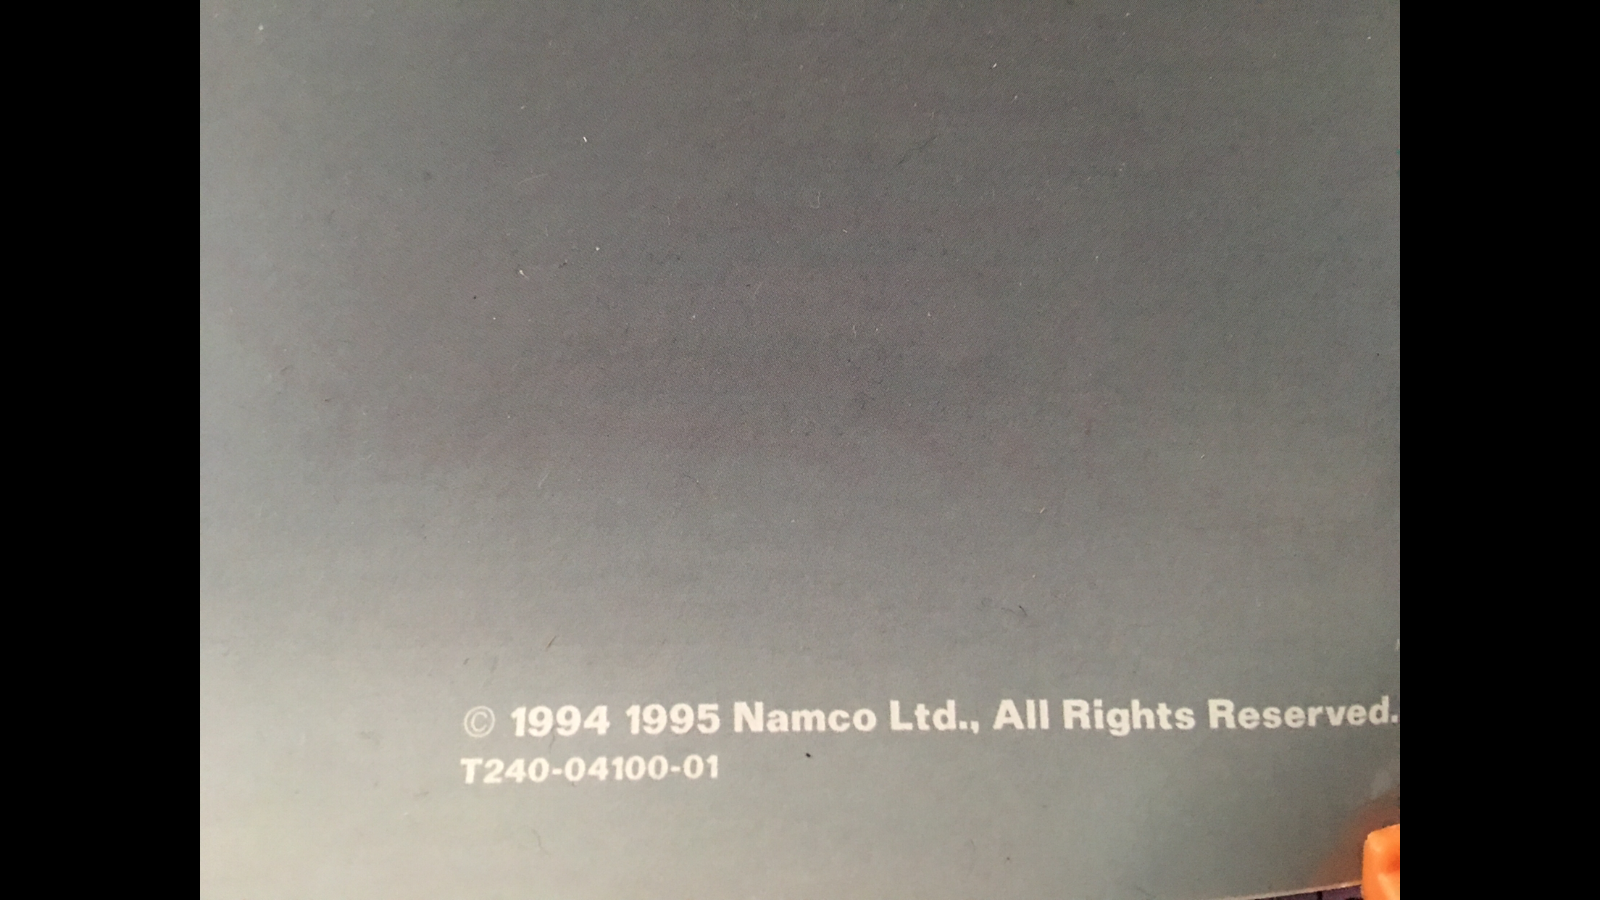 © 1994 1995 Namco Ltd., All Rights Reserved.
T240-04100-01